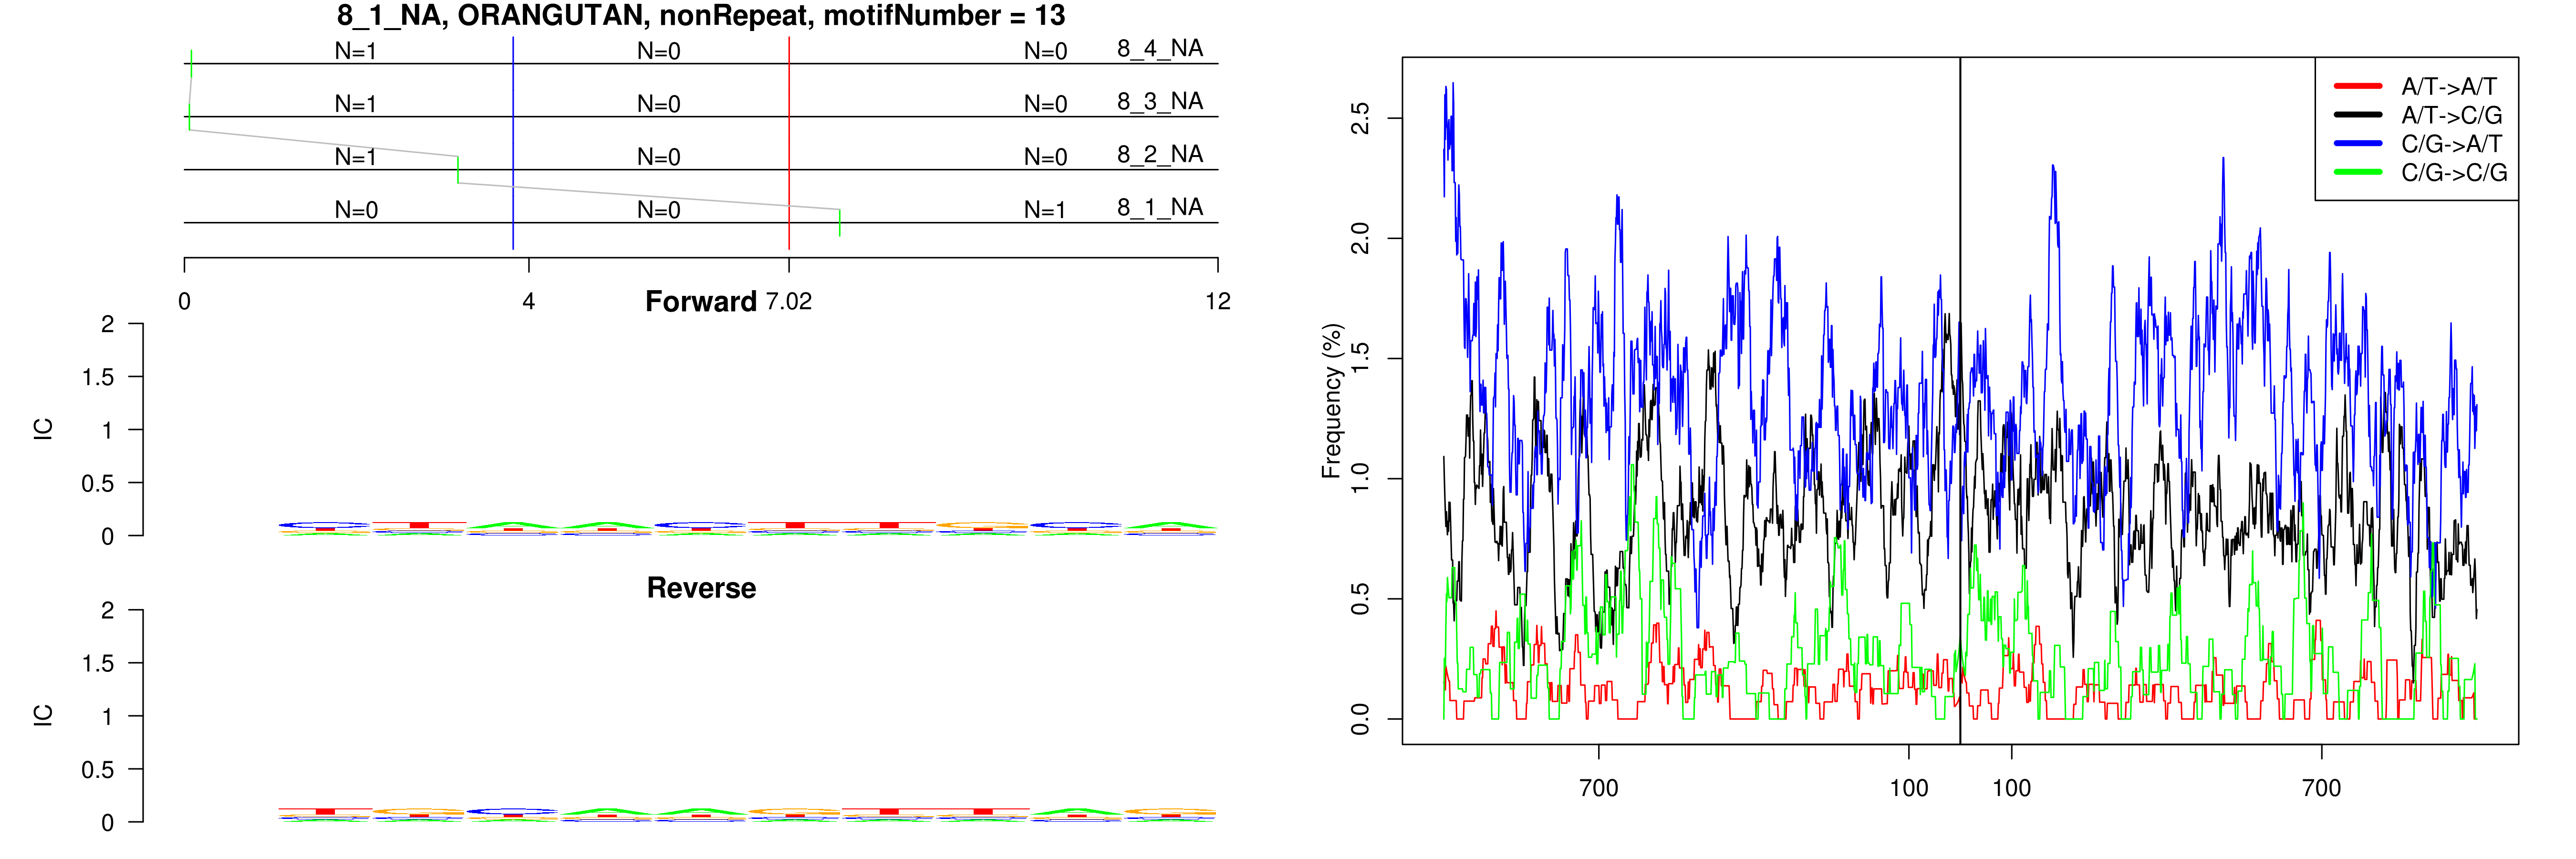 8_1_NA, ORANGUTAN, nonRepeat, motifNumber = 13
N=1 N=0 N=0 8_4_NA
N=1 N=0 N=0 8_3_NA
N=1 N=0 N=0 8_2_NA
N=0 N=0 N=1 8_1_NA
0 4 7.02 12
Forward
2
1.5
1
0.5
0
IC
C T A A C T T G C A
Reverse
2
1.5
1
0.5
0
IC
T G C A A G T T A G
A/T->A/T
A/T->C/G
C/G->A/T
C/G->C/G
Frequency (%)
2.5
2.0
1.5
1.0
0.5
0.0
700 100 100 700